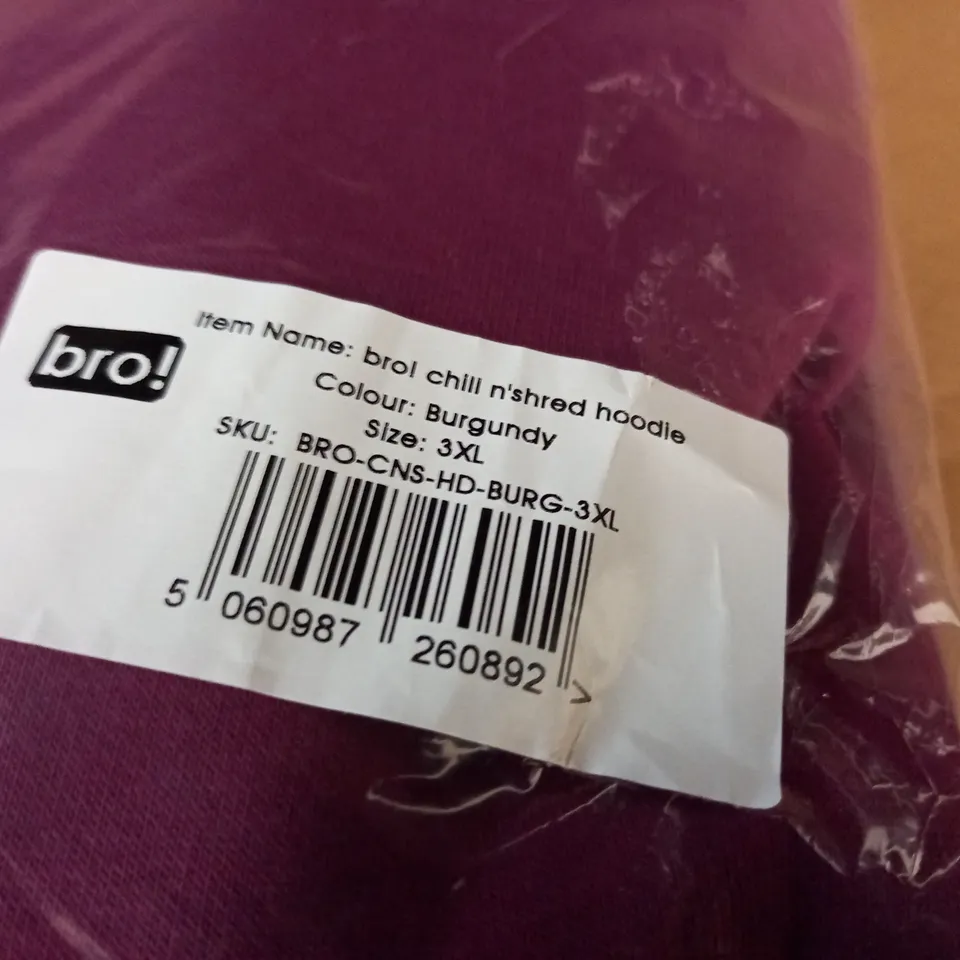 bro!
Item Name: bro! chill n'shred hoodie
Colour: Burgundy
Size: 3XL
SKU: BRO-CNS-HD-BURG-3XL
5 060987 260892 >